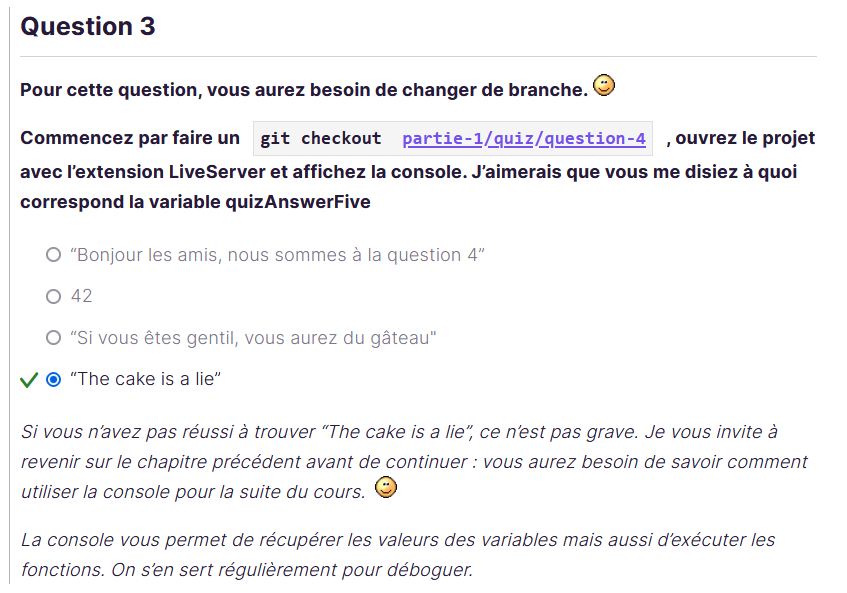 Question 3
Pour cette question, vous aurez besoin de changer de branche.
Commencez par faire un git checkout partie-1/quiz/question-4 , ouvrez le projet
avec l’extension LiveServer et affichez la console. J’aimerais que vous me disiez à quoi
correspond la variable quizAnswerFive
“Bonjour les amis, nous sommes à la question 4”
42
“Si vous êtes gentil, vous aurez du gâteau"
“The cake is a lie”
Si vous n’avez pas réussi à trouver “The cake is a lie”, ce n’est pas grave. Je vous invite à
revenir sur le chapitre précédent avant de continuer : vous aurez besoin de savoir comment
utiliser la console pour la suite du cours.
La console vous permet de récupérer les valeurs des variables mais aussi d’exécuter les
fonctions. On s’en sert régulièrement pour déboguer.